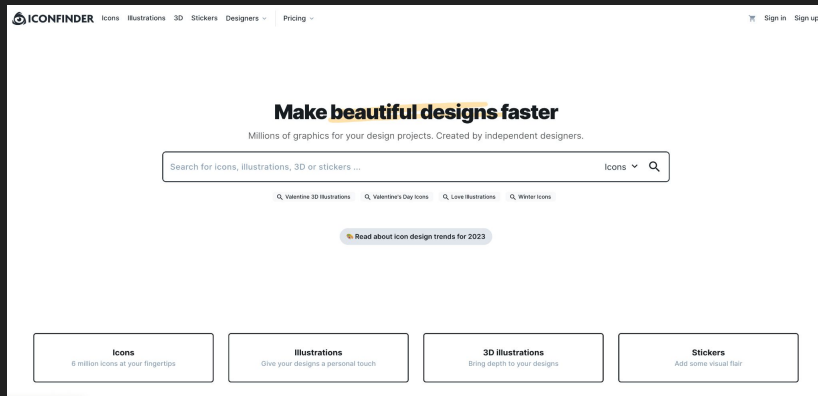 ICONFINDER Icons Illustrations 3D Stickers Designers Pricing Sign in Sign up
Make beautiful designs faster
Millions of graphics for your design projects. Created by independent designers.
Search for icons, illustrations, 3D or stickers ... Icons
Valentine 3D Illustrations Valentine's Day Icons Love Illustrations Winter Icons
Read about icon design trends for 2023
Icons
6 million icons at your fingertips
Illustrations
Give your designs a personal touch
3D illustrations
Bring depth to your designs
Stickers
Add some visual flair